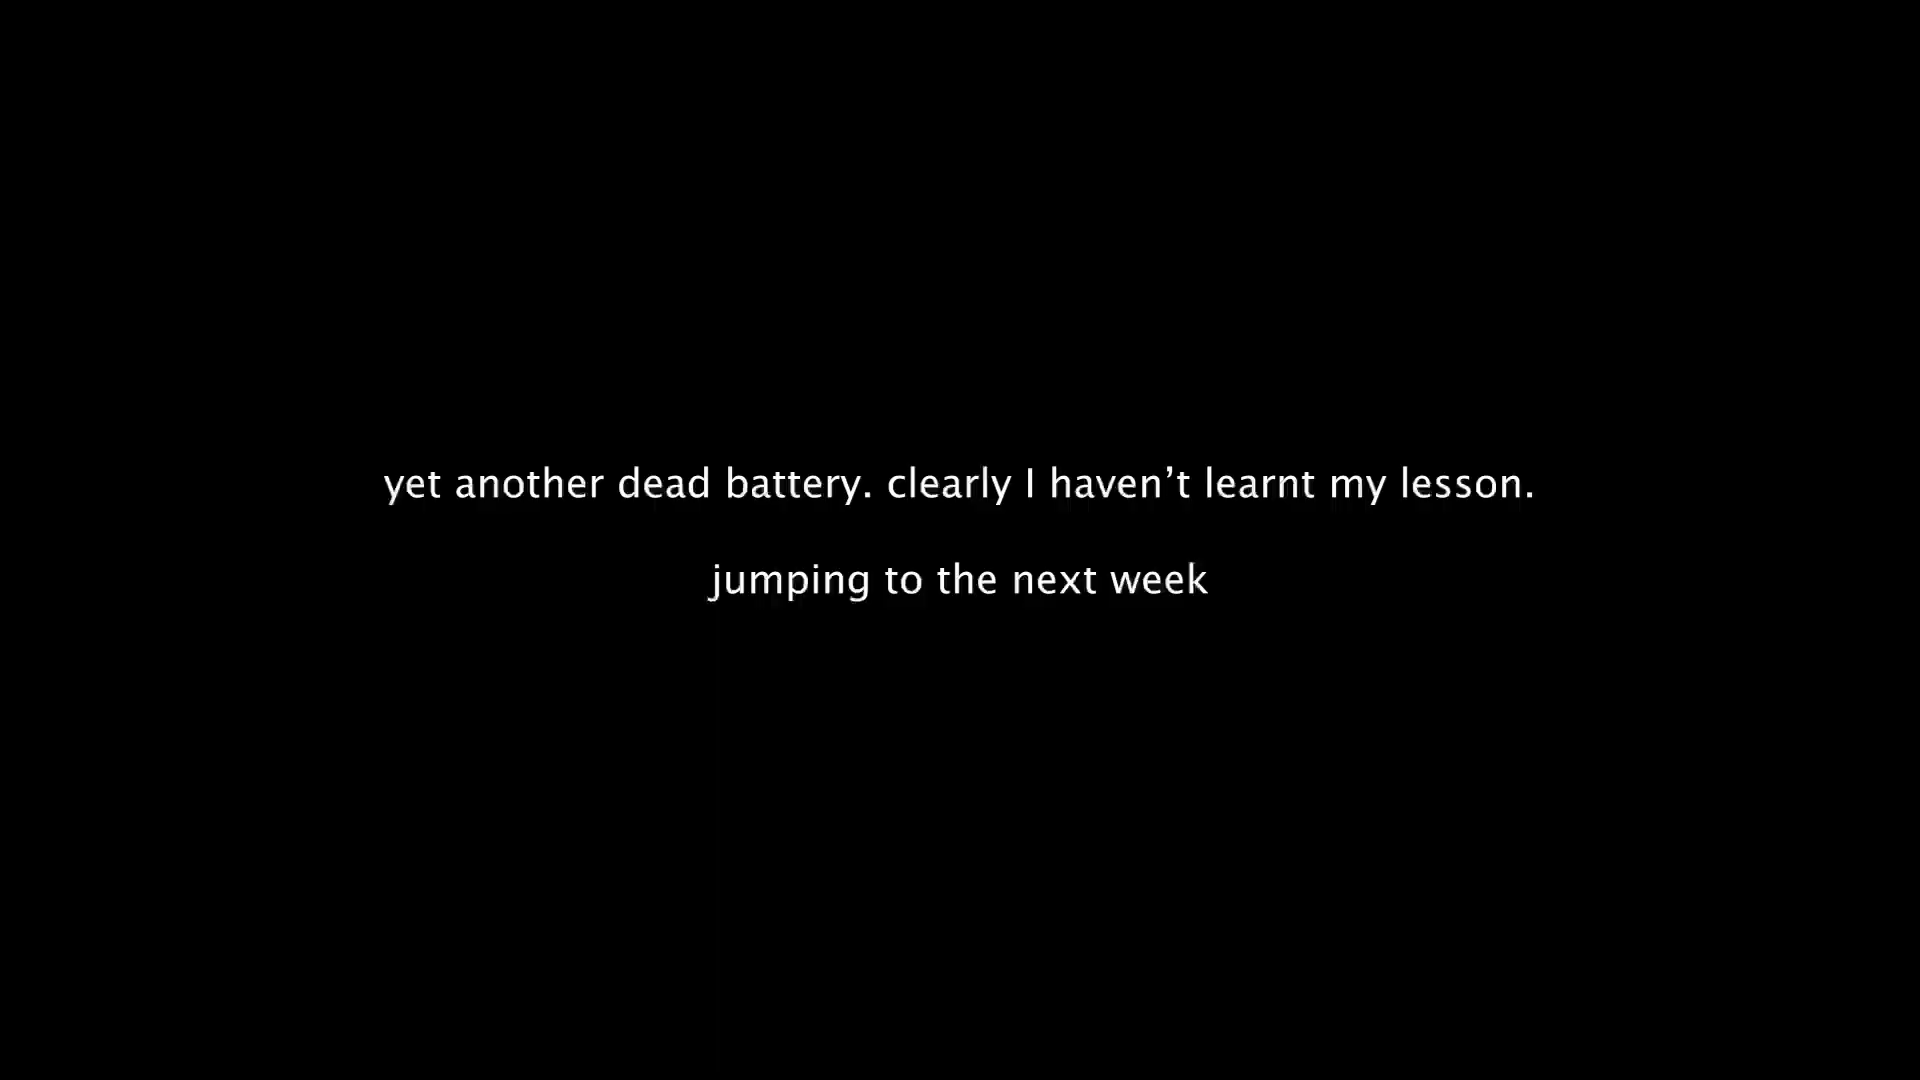 yet another dead battery. clearly I haven’t learnt my lesson.
jumping to the next week